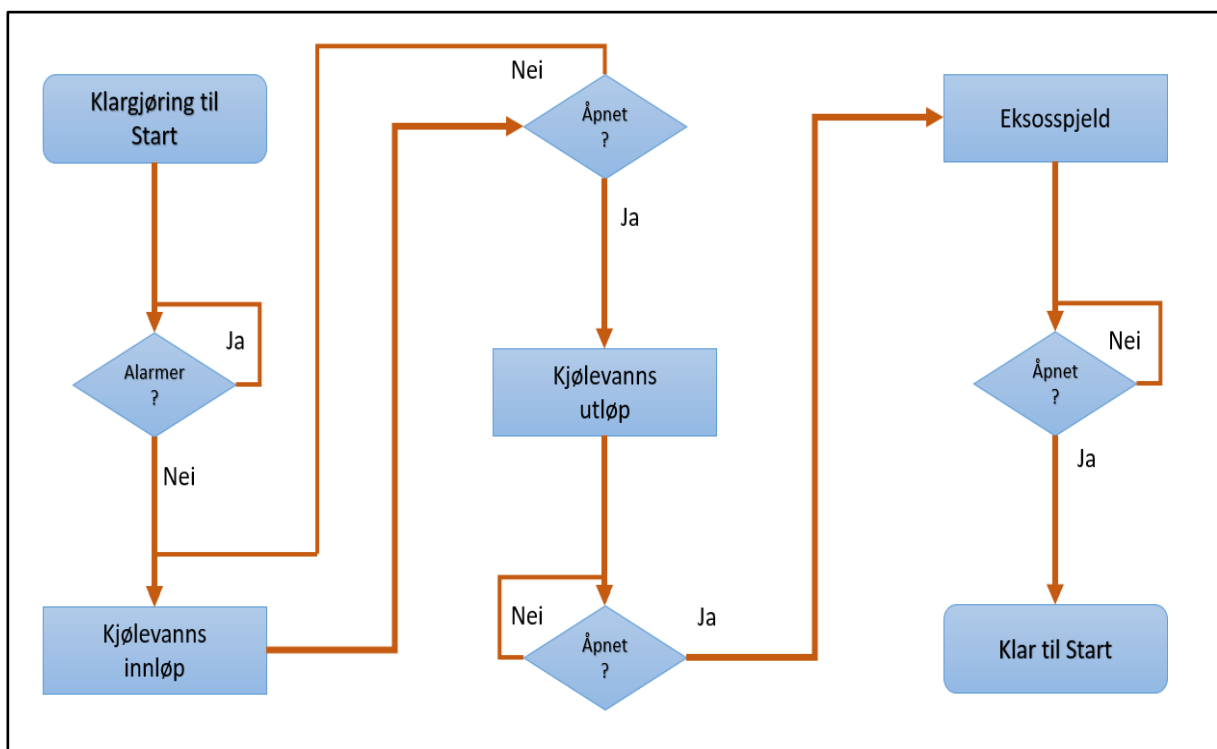 Klargjøring til
Start
Alarmer
?
Ja
Nei
Kjølevanns
innløp
Nei
Åpnet
?
Ja
Kjølevanns
utløp
Nei
Åpnet
?
Ja
Eksosspjeld
Åpnet
?
Nei
Ja
Klar til Start